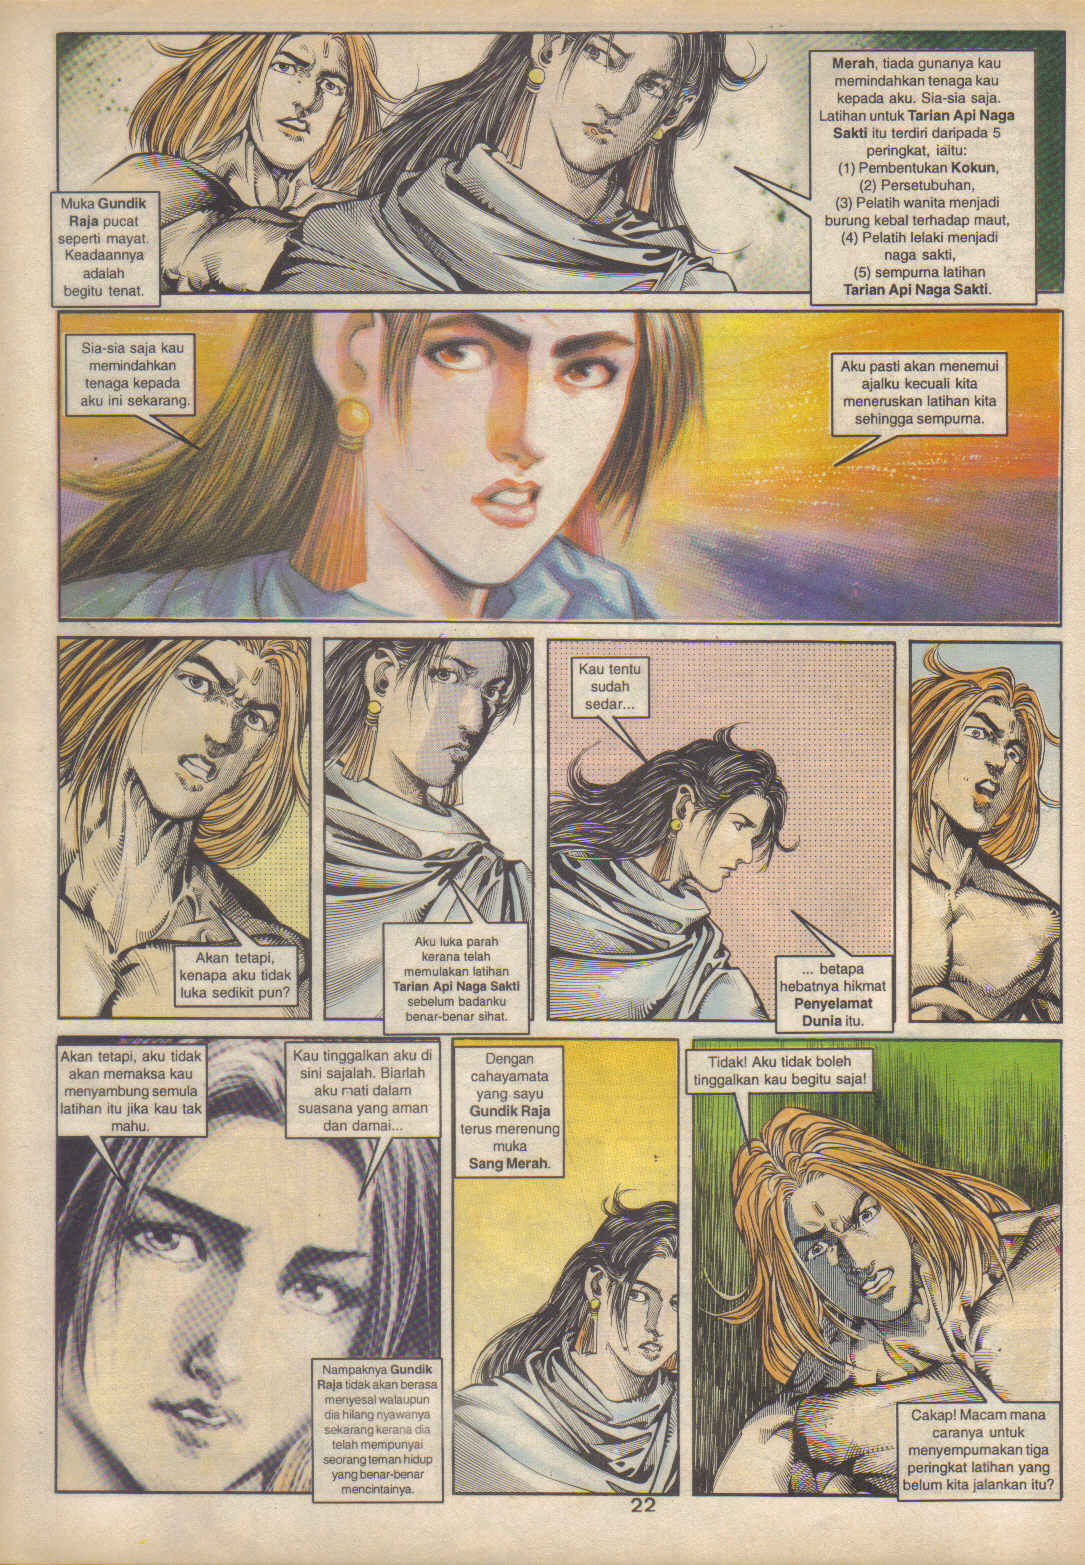 Muka Gundik
Raja pucat
seperti mayat.
Keadaannya
adalah
begitu tenat.
Merah, tiada gunanya kau
memindahkan tenaga kau
kepada aku. Sia-sia saja.
Latihan untuk Tarian Api Naga
Sakti itu terdiri daripada 5
peringkat, iaitu:
(1) Pembentukan Kokun,
(2) Persetubuhan,
(3) Pelatih wanita menjadi
burung kebal terhadap maut,
(4) Pelatih lelaki menjadi
naga sakti,
(5) sempurna latihan
Tarian Api Naga Sakti.
Sia-sia saja kau
memindahkan
tenaga kepada
aku ini sekarang.
Aku pasti akan menemui
ajalku kecuali kita
meneruskan latihan kita
sehingga sempurna.
Akan tetapi,
kenapa aku tidak
luka sedikit pun?
Aku luka parah
kerana telah
memulakan latihan
Tarian Api Naga Sakti
sebelum badanku
benar-benar sihat.
Kau tentu
sudah
sedar...
... betapa
hebatnya hikmat
Penyelamat
Dunia itu.
Akan tetapi, aku tidak
akan memaksa kau
menyambung semula
latihan itu jika kau tak
mahu.
Kau tinggalkan aku di
sini sajalah. Biarlah
aku mati dalam
suasana yang aman
dan damai...
Nampaknya Gundik
Raja tidak akan berasa
menyesal walaupun
dia hilang nyawanya
sekarang kerana dia
telah mempunyai
seorang teman hidup
yang benar-benar
mencintainya.
Dengan
cahayamata
yang sayu
Gundik Raja
terus merenung
muka
Sang Merah.
Tidak! Aku tidak boleh
tinggalkan kau begitu saja!
Cakap! Macam mana
caranya untuk
menyempurnakan tiga
peringkat latihan yang
belum kita jalankan itu?
22